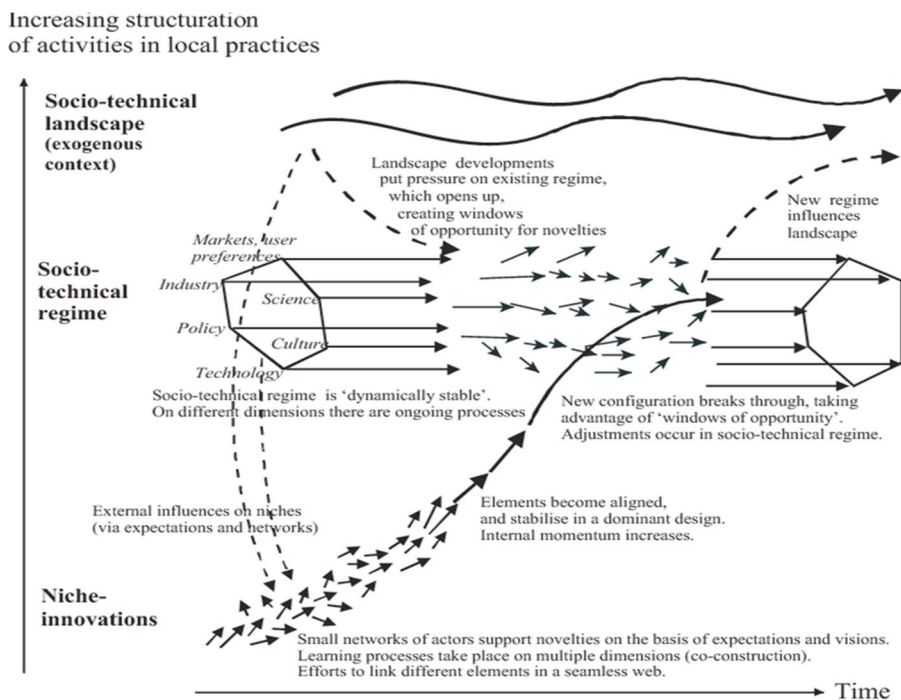 Increasing structuration
of activities in local practices
Socio-technical
landscape
(exogenous
context)
Landscape developments
put pressure on existing regime,
which opens up,
creating windows
of opportunity for novelties
New regime
influences
landscape
Socio-
technical
regime
Markets, user
preferences
Industry
Science
Policy
Culture
Technology
Socio-technical regime is ‘dynamically stable’.
On different dimensions there are ongoing processes
New configuration breaks through, taking
advantage of ‘windows of opportunity’.
Adjustments occur in socio-technical regime.
External influences on niches
(via expectations and networks)
Elements become aligned,
and stabilise in a dominant design.
Internal momentum increases.
Niche-
innovations
Small networks of actors support novelties on the basis of expectations and visions.
Learning processes take place on multiple dimensions (co-construction).
Efforts to link different elements in a seamless web.
Time